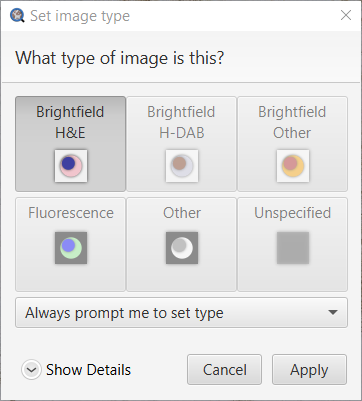 Set image type
What type of image is this?
Brightfield
H&E
Brightfield
H-DAB
Brightfield
Other
Fluorescence
Other
Unspecified
Always prompt me to set type
Show Details
Cancel
Apply